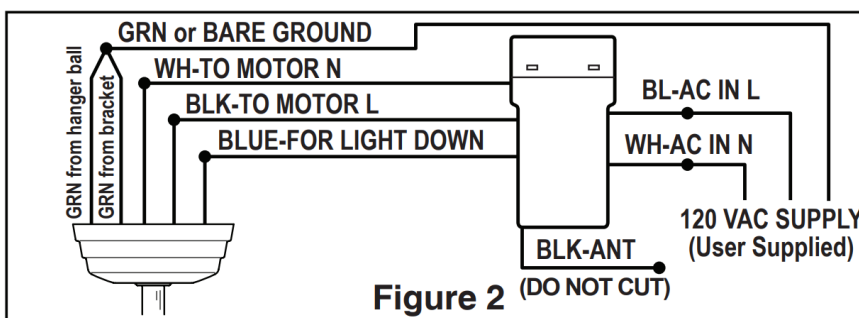 GRN or BARE GROUND
GRN from hanger ball
GRN from bracket
WH-TO MOTOR N
BLK-TO MOTOR L
BLUE-FOR LIGHT DOWN
BL-AC IN L
WH-AC IN N
120 VAC SUPPLY
(User Supplied)
BLK-ANT
(DO NOT CUT)
Figure 2